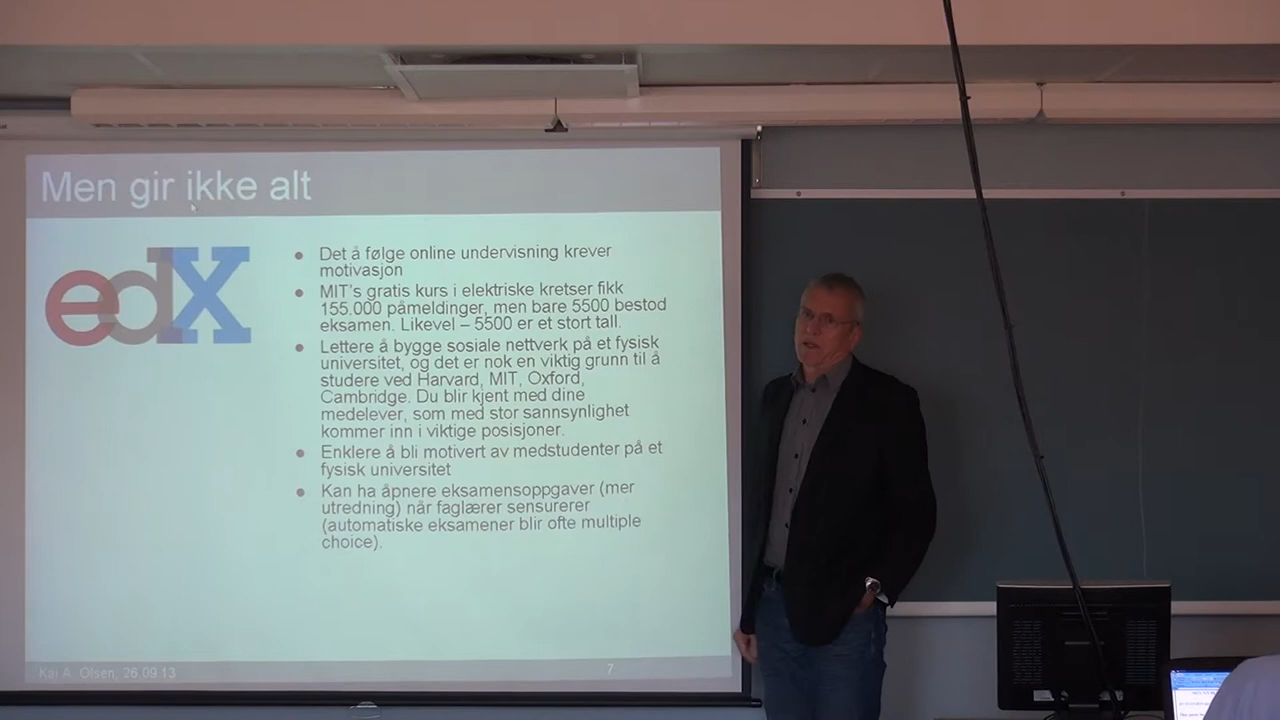 Men gir ikke alt
edX
Det å følge online undervisning krever
motivasjon
MIT's gratis kurs i elektriske kretser fikk
155.000 påmeldinger, men bare 5500 bestod
eksamen. Likevel – 5500 er et stort tall.
Lettere å bygge sosiale nettverk på et fysisk
universitet, og det er nok en viktig grunn til å
studere ved Harvard, MIT, Oxford,
Cambridge. Du blir kjent med dine
medelever, som med stor sannsynlighet
kommer inn i viktige posisjoner.
Enklere å bli motivert av medstudenter på et
fysisk universitet
Kan ha åpnere eksamensoppgaver (mer
utredning) når faglærer sensurerer
(automatiske eksamener blir ofte multiple
choice).
Kai A. Olsen, 26.09.13
7